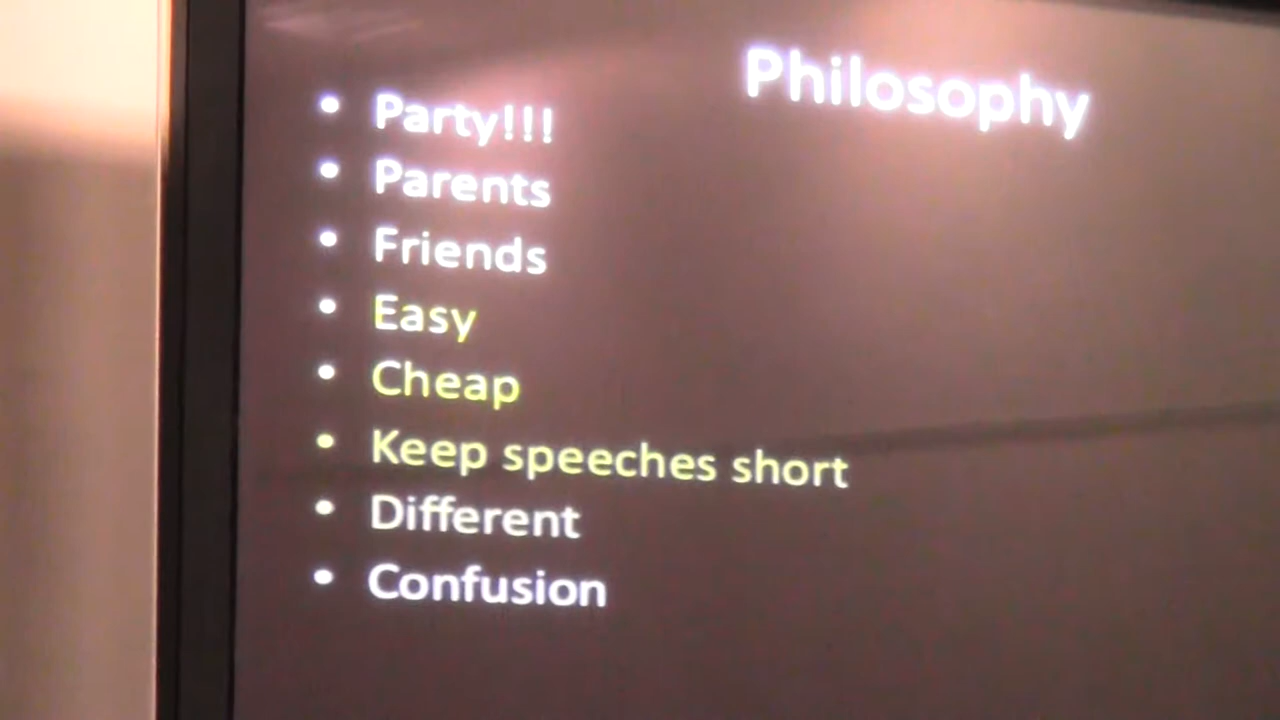 Philosophy
• Party!!!
• Parents
• Friends
• Easy
• Cheap
• Keep speeches short
• Different
• Confusion